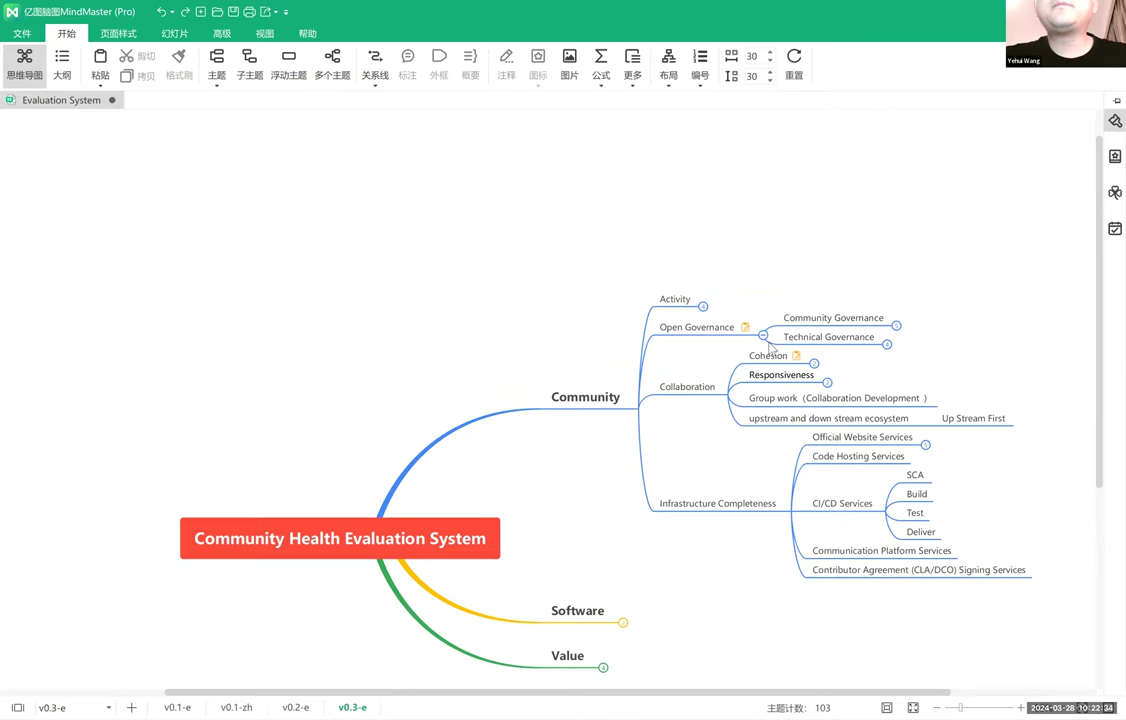 亿图脑图MindMaster (Pro)
文件 开始 页面样式 幻灯片 高级 视图 帮助
思维导图 大纲 粘贴 剪切 拷贝 格式刷 主题 子主题 浮动主题 多个主题 关系线 标注 外框 概要 注释 图标 图片 公式 更多 布局 编号 30 30 重置
Yehui Wang
Evaluation System
Activity 4
Open Governance
Community Governance 5
Technical Governance 4
Cohesion 2
Responsiveness 2
Collaboration
Group work（Collaboration Development ）
upstream and down stream ecosystem Up Stream First
Community
Official Website Services 5
Code Hosting Services
SCA
Build
Infrastructure Completeness
CI/CD Services
Test
Deliver
Communication Platform Services
Contributor Agreement (CLA/DCO) Signing Services
Community Health Evaluation System
Software 2
Value 4
v0.3-e v0.1-e v0.1-zh v0.2-e v0.3-e 主题计数： 103 2024-03-28 10:22:34